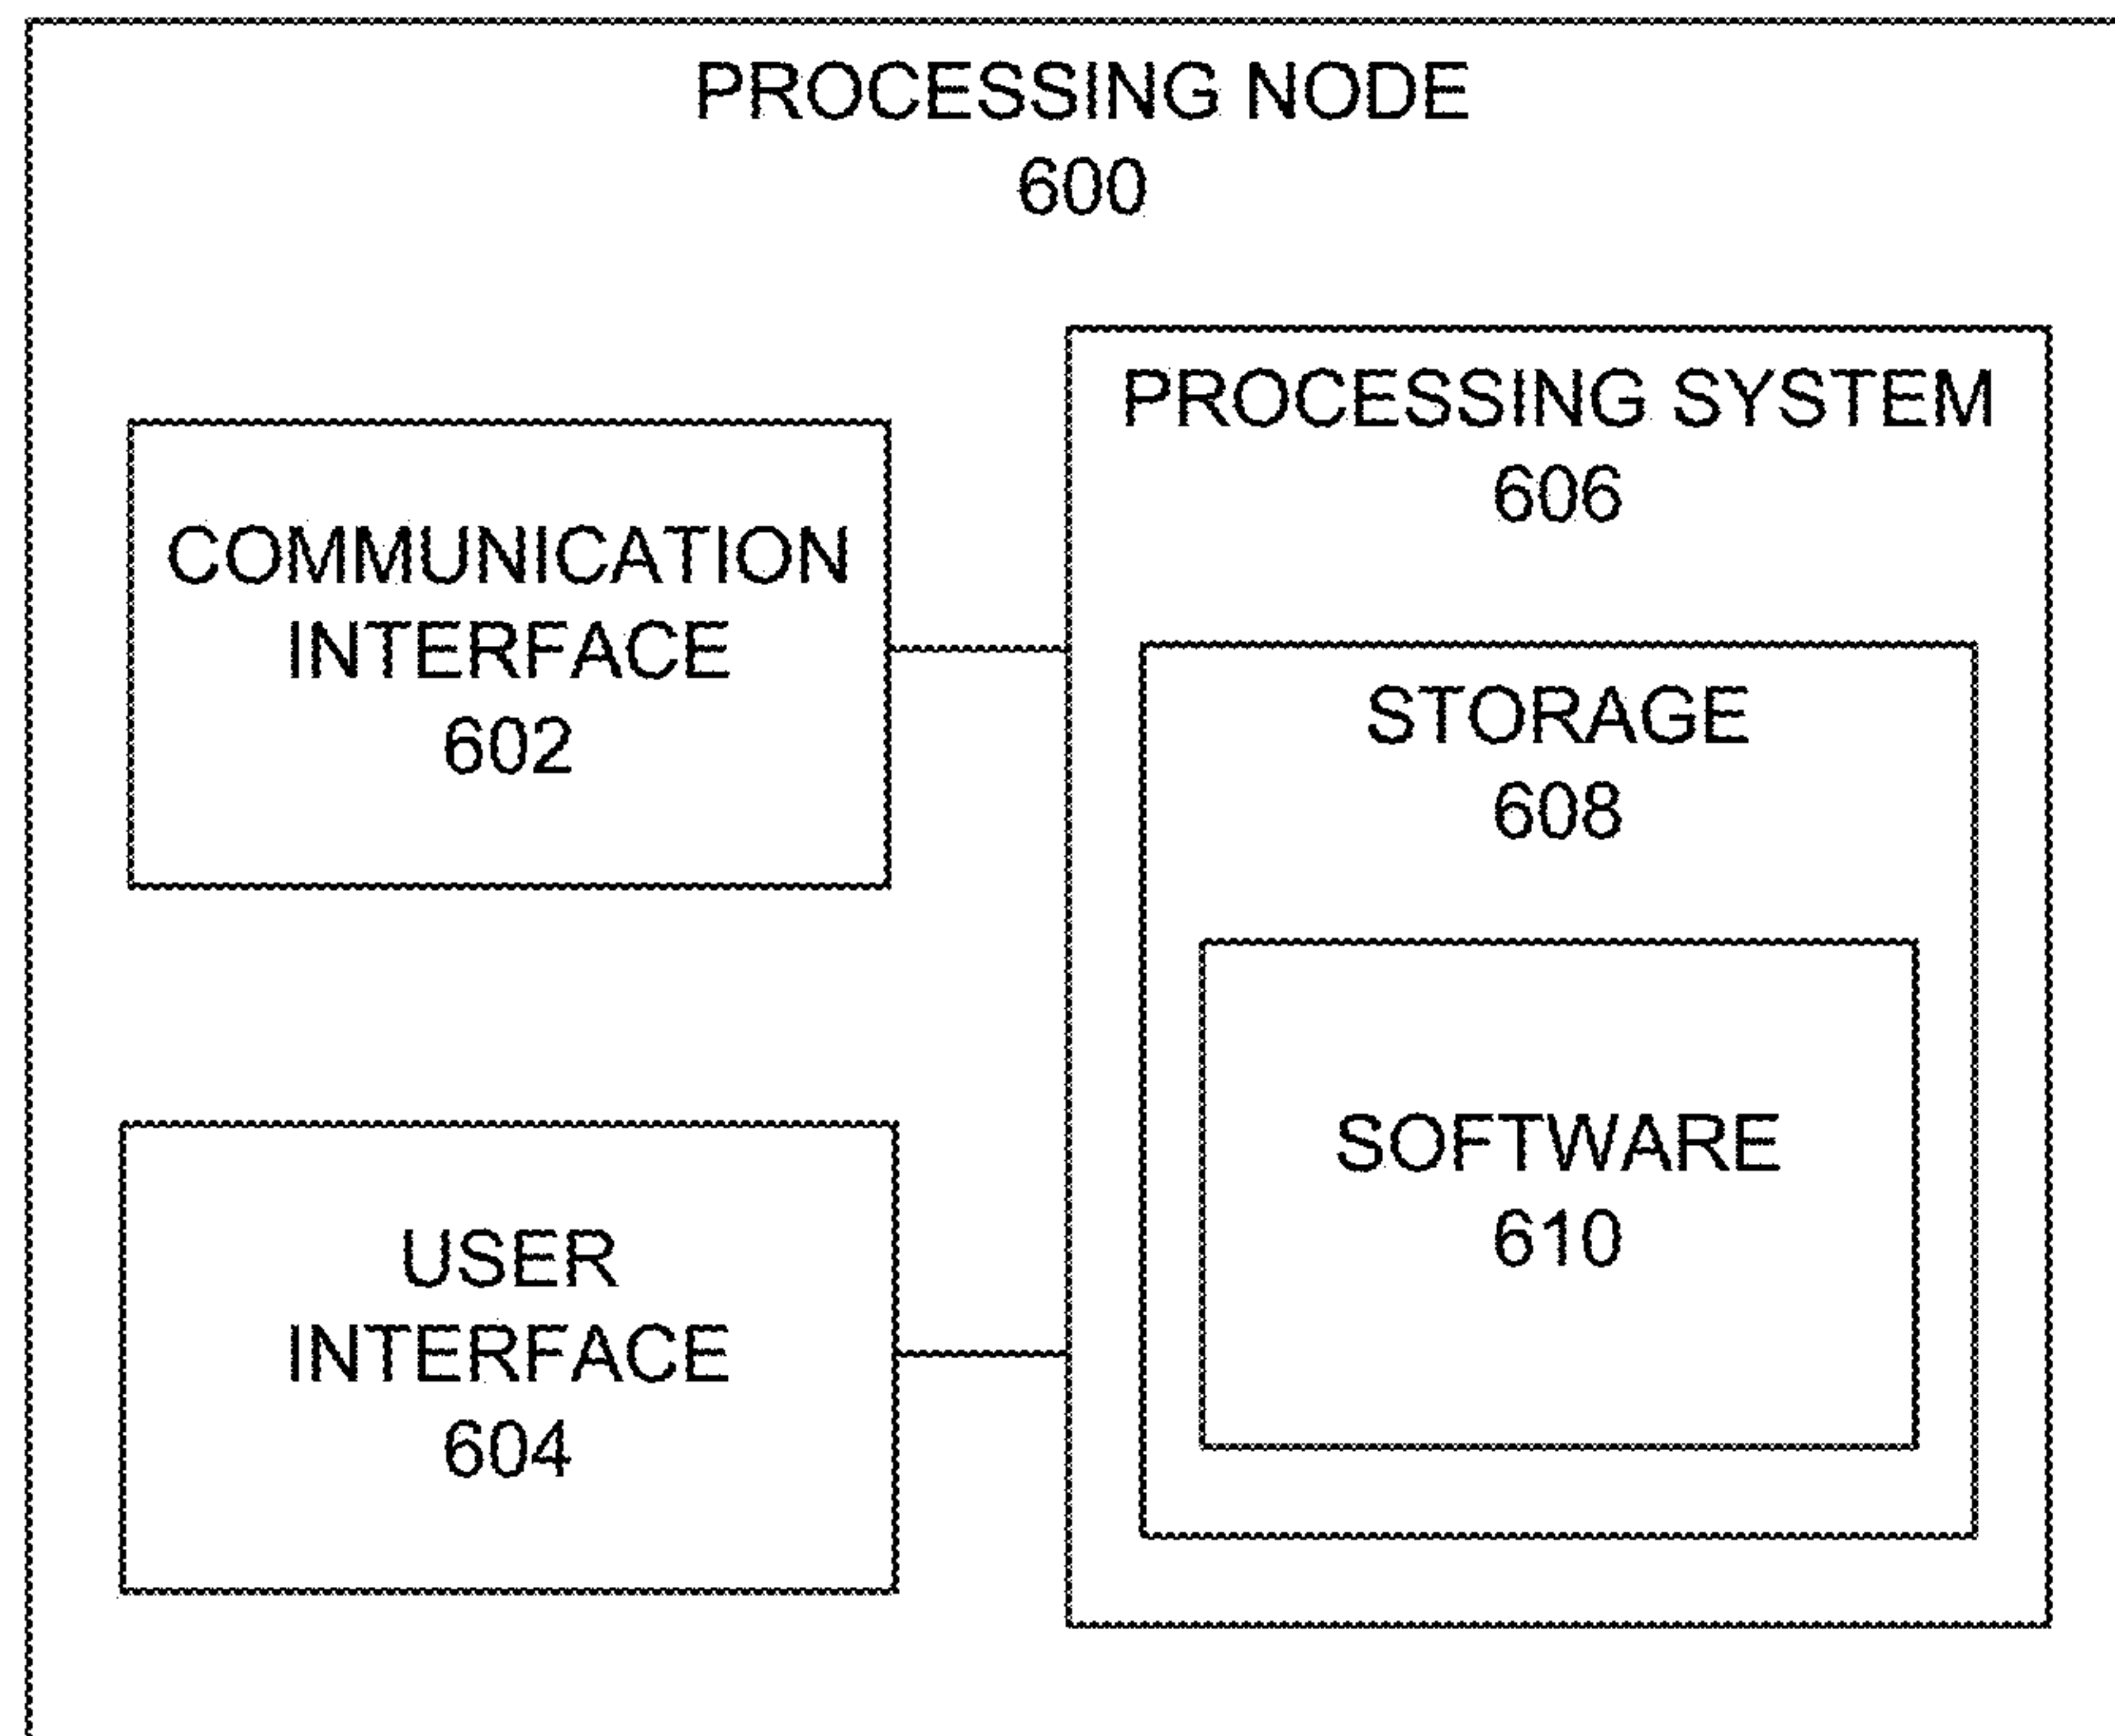 PROCESSING NODE
600
PROCESSING SYSTEM
606
COMMUNICATION
INTERFACE
602
STORAGE
608
SOFTWARE
610
USER
INTERFACE
604